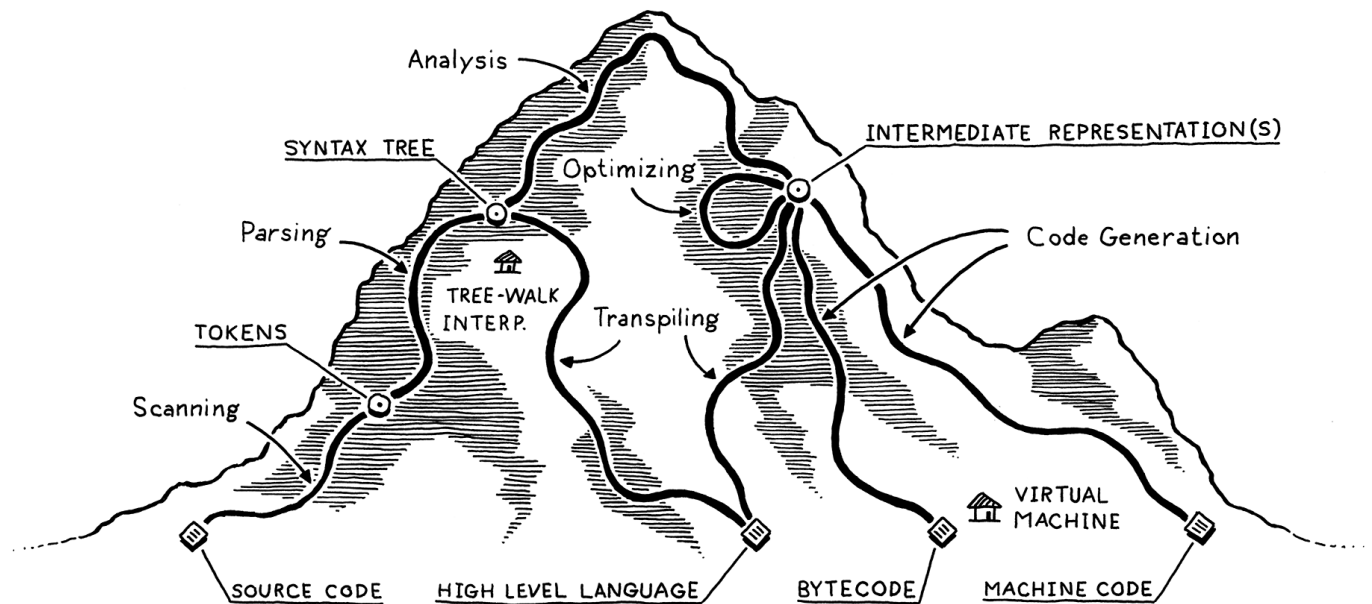 Analysis
INTERMEDIATE REPRESENTATION(S)
SYNTAX TREE
Optimizing
Parsing
Code Generation
TREE-WALK
INTERP.
Transpiling
TOKENS
Scanning
VIRTUAL
MACHINE
SOURCE CODE
HIGH LEVEL LANGUAGE
BYTECODE
MACHINE CODE